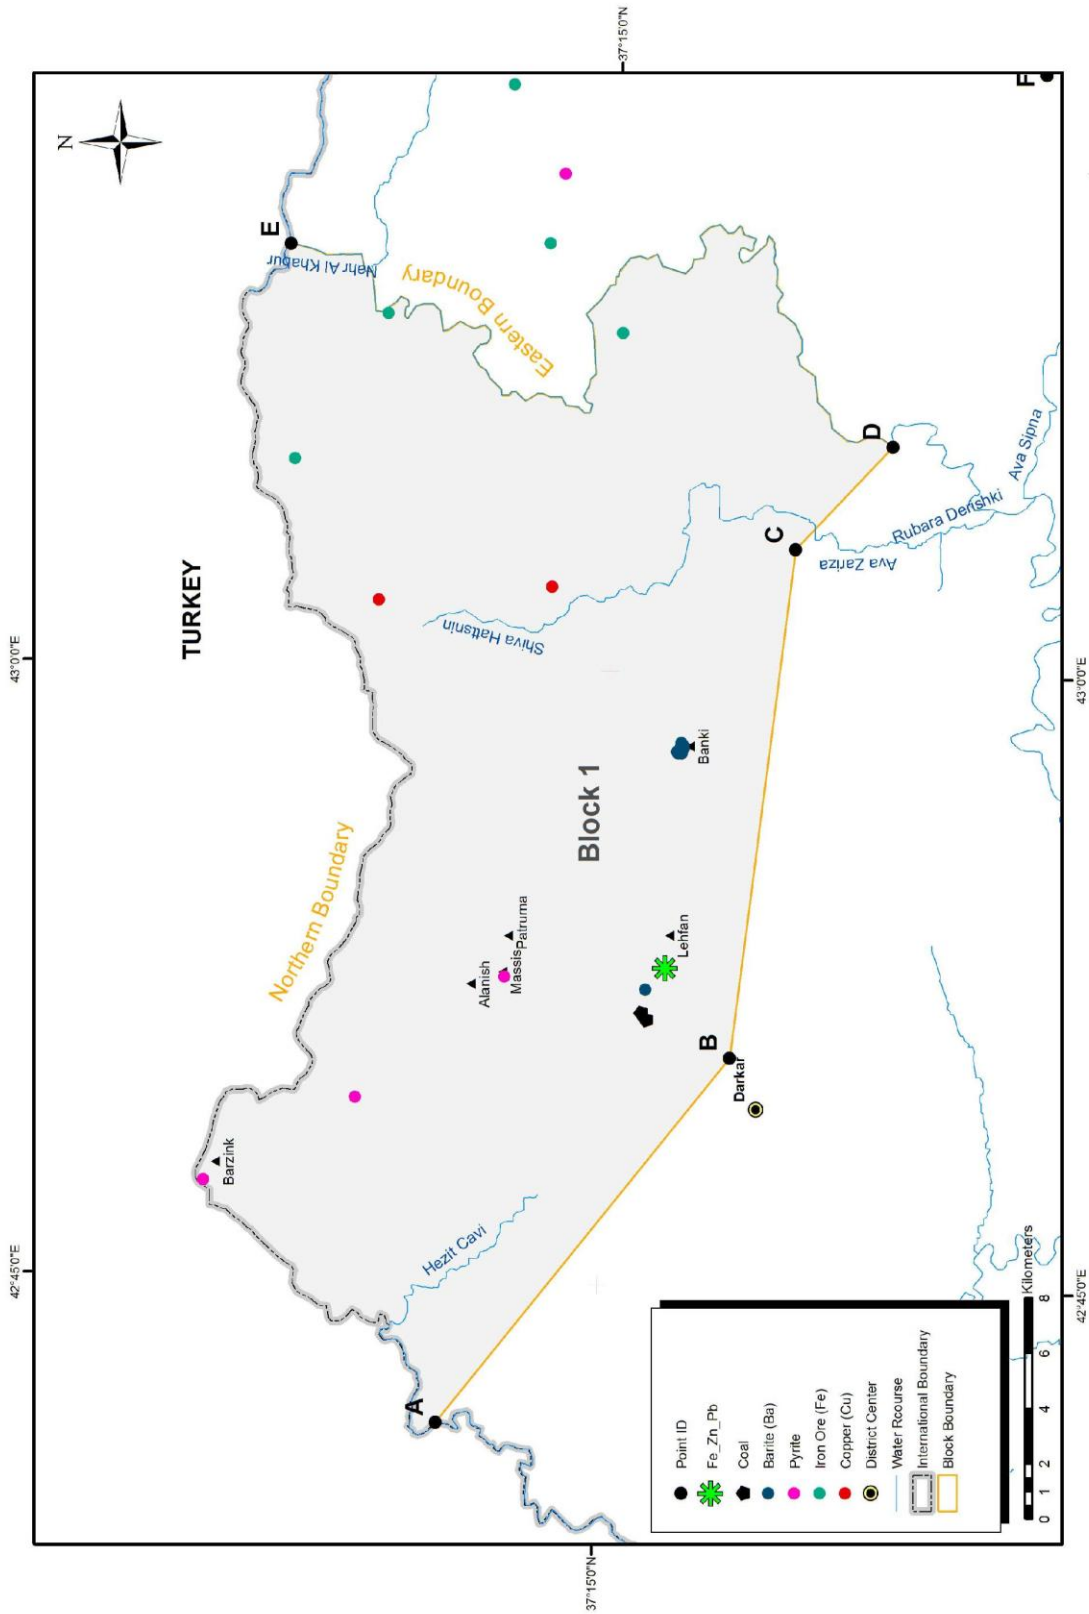 42°45'0"E
43°0'0"E
N
TURKEY
Northern Boundary
Barzink
E
Nahr Al Khabur
Eastern Boundary
Hezit Cavi
A
Alanish
Massis
Patruma
Shiva Hattsnin
37°15'0"N
37°15'0"N
Block 1
Lehfan
Banki
B
Darkar
C
D
Ava Zariza
Rubara Derishki
Ava Sipna
F
Point ID
Fe_Zn_Pb
Coal
Barite (Ba)
Pyrite
Iron Ore (Fe)
Copper (Cu)
District Center
Water Rcourse
International Boundary
Block Boundary
0 1 2 4 6 8
Kilometers
42°45'0"E
43°0'0"E